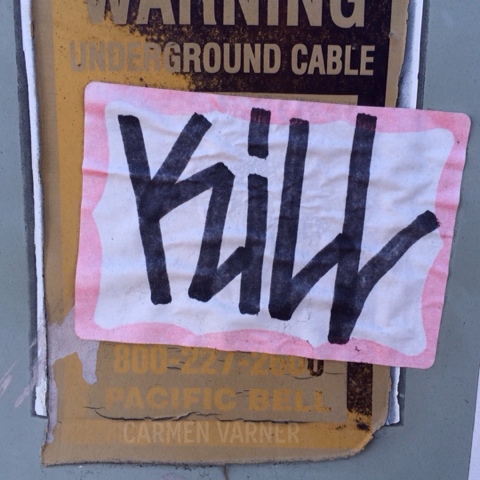 WARNING
UNDERGROUND CABLE
Kill
PACIFIC BELL
CARMEN VARNER